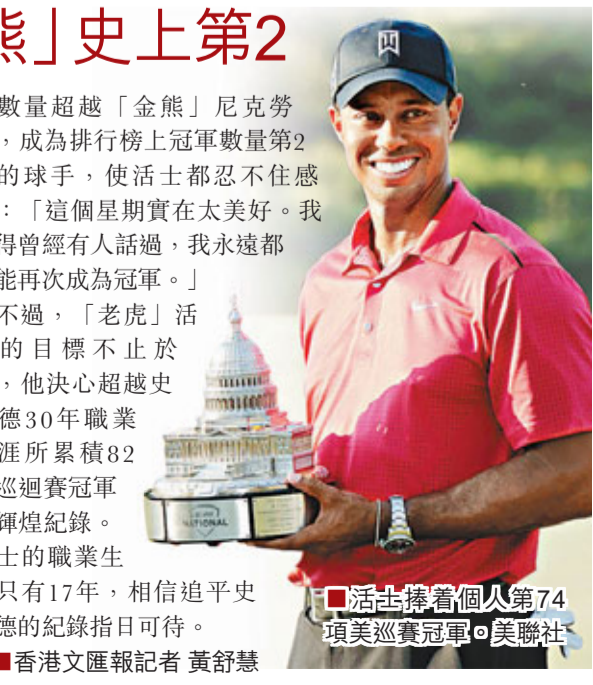 熊」史上第2
數量超越「金熊」尼克勞
，成為排行榜上冠軍數量第2
的球手，使活士都忍不住感
：「這個星期實在太美好。我
得曾經有人話過，我永遠都
能再次成為冠軍。」
不過，「老虎」活
的目標不止於
，他決心超越史
德30年職業
涯所累積82
巡迴賽冠軍
輝煌紀錄。
士的職業生
只有17年，相信追平史
德的紀錄指日可待。
■香港文匯報記者 黃舒慧
NATIONAL
■活士捧着個人第74
項美巡賽冠軍。美聯社